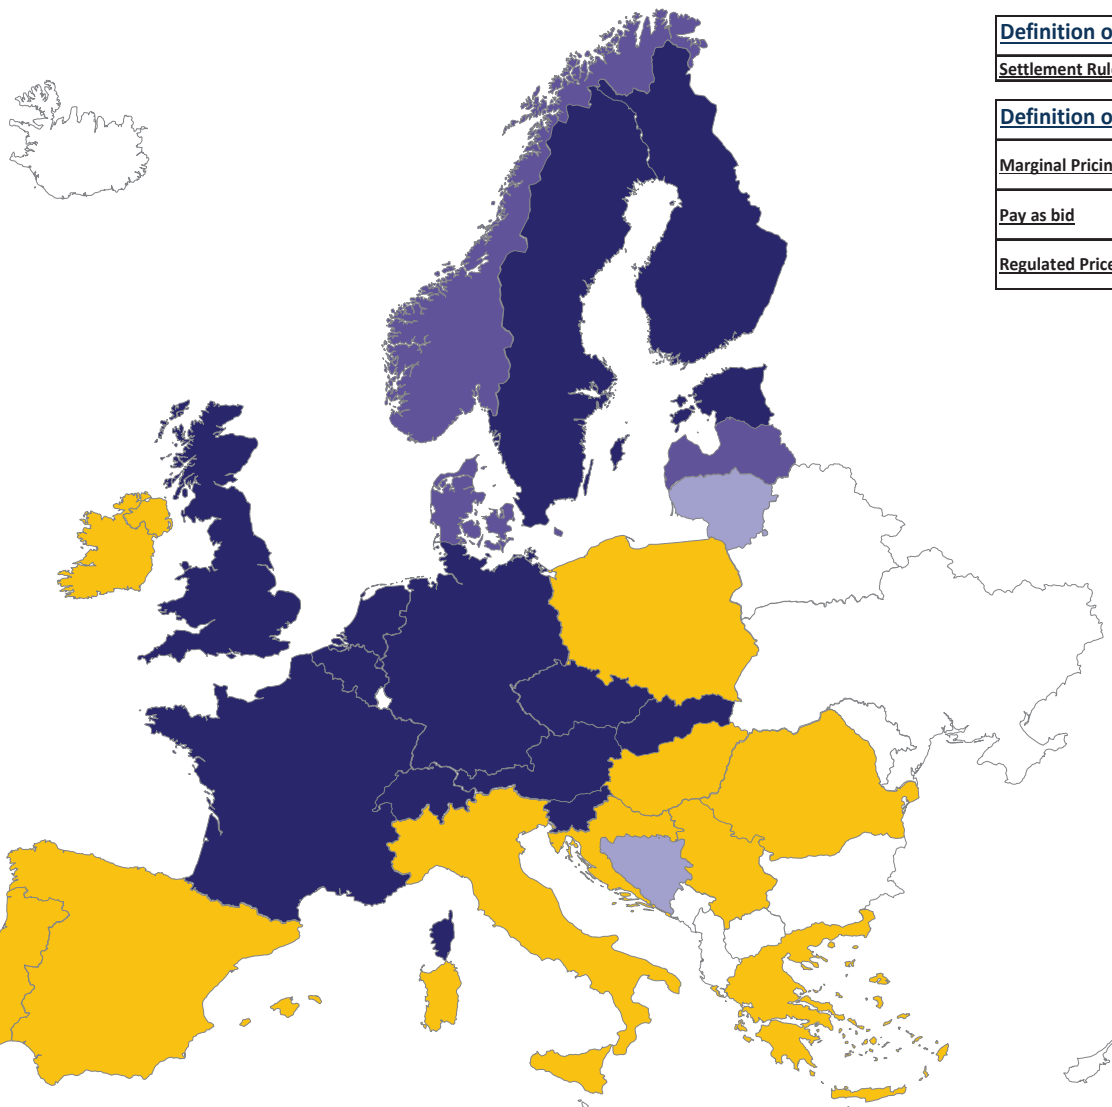 Definition o
Settlement Rul
Definition o
Marginal Pricin
Pay as bid
Regulated Price